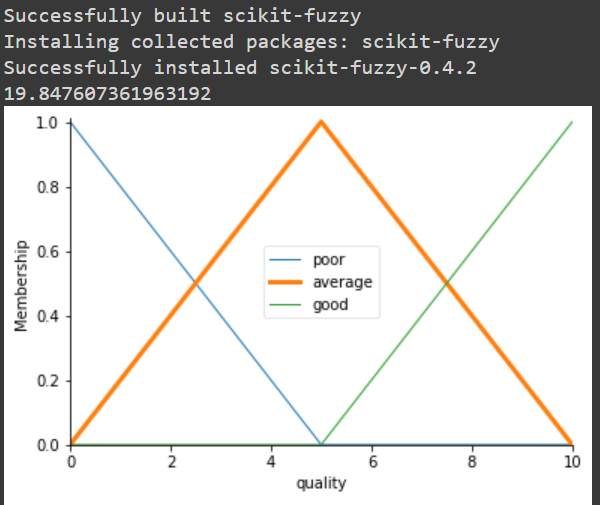 Successfully built scikit-fuzzy
Installing collected packages: scikit-fuzzy
Successfully installed scikit-fuzzy-0.4.2
19.847607361963192
1.0
0.8
0.6
0.4
0.2
0.0
Membership
poor
average
good
0 2 4 6 8 10
quality